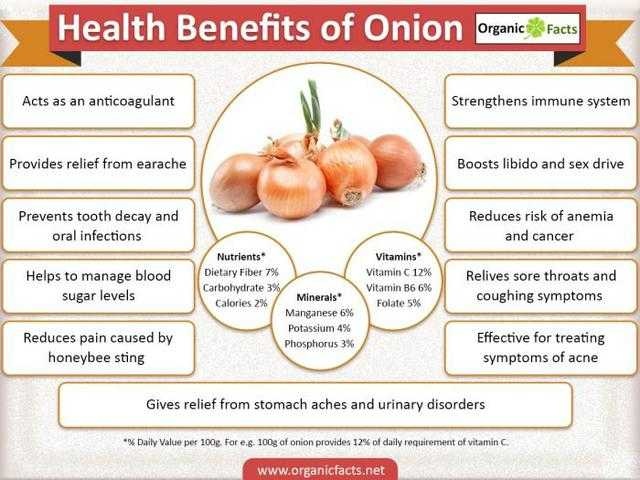 Health Benefits of Onion
Organic Facts
Acts as an anticoagulant
Provides relief from earache
Prevents tooth decay and
oral infections
Helps to manage blood
sugar levels
Reduces pain caused by
honeybee sting
Nutrients*
Dietary Fiber 7%
Carbohydrate 3%
Calories 2%
Minerals*
Manganese 6%
Potassium 4%
Phosphorus 3%
Vitamins*
Vitamin C 12%
Vitamin B6 6%
Folate 5%
Strengthens immune system
Boosts libido and sex drive
Reduces risk of anemia
and cancer
Relives sore throats and
coughing symptoms
Effective for treating
symptoms of acne
Gives relief from stomach aches and urinary disorders
*% Daily Value per 100g. For e.g. 100g of onion provides 12% of daily requirement of vitamin C.
www.organicfacts.net